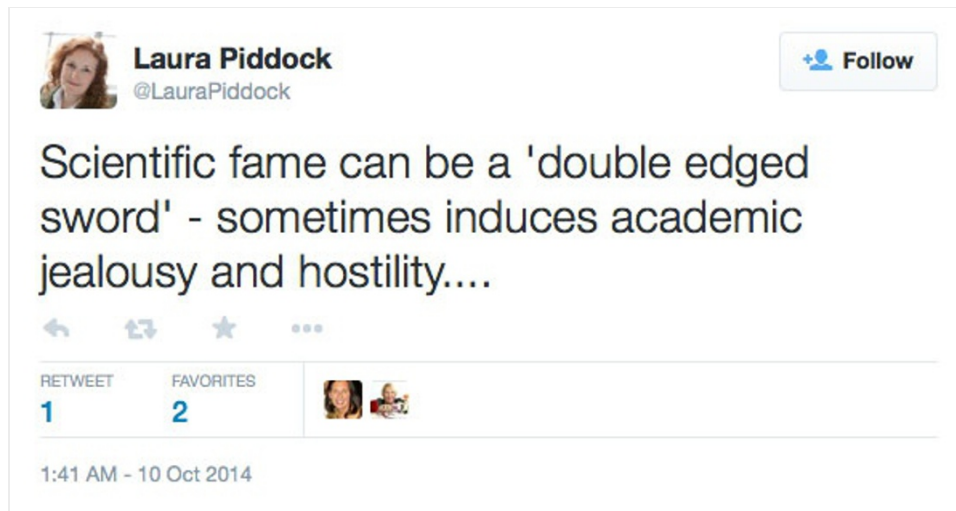 Laura Piddock
@LauraPiddock
Follow
Scientific fame can be a 'double edged
sword' - sometimes induces academic
jealousy and hostility....
RETWEET FAVORITES
1 2
1:41 AM - 10 Oct 2014